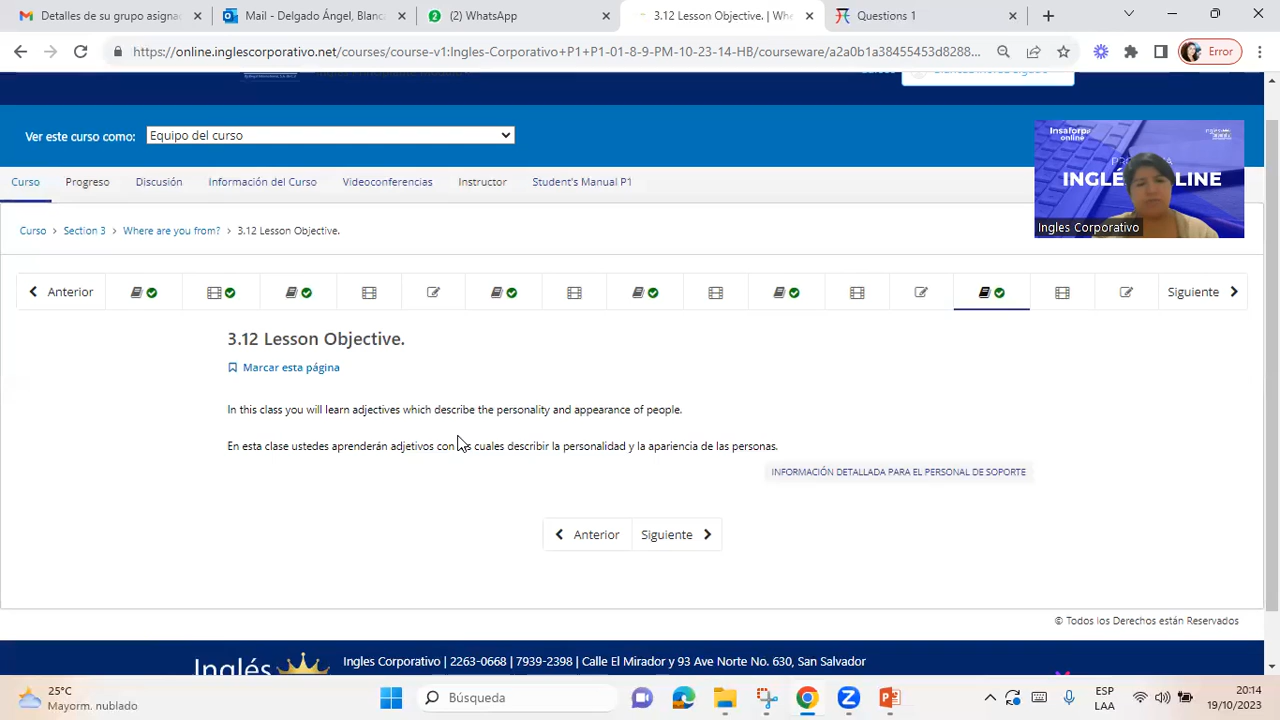 Detalles de su grupo asignac
Mail - Delgado Ángel, Blanca
(2) WhatsApp
3.12 Lesson Objective. | Whe
Questions 1
https://online.inglescorporativo.net/courses/course-v1:Ingles-Corporativo+P1+P1-01-8-9-PM-10-23-14-HB/courseware/a2a0b1a38455453d8288...
Error
Ver este curso como:
Equipo del curso
Insaforp
online
INGLÉ LINE
Ingles Corporativo
Curso Progreso Discusión Información del Curso Videoconferencias Instructor Student's Manual P1
Curso > Section 3 > Where are you from? > 3.12 Lesson Objective.
Anterior
Siguiente
3.12 Lesson Objective.
Marcar esta página
In this class you will learn adjectives which describe the personality and appearance of people.
En esta clase ustedes aprenderán adjetivos con s cuales describir la personalidad y la apariencia de las personas.
INFORMACIÓN DETALLADA PARA EL PERSONAL DE SOPORTE
Anterior Siguiente
© Todos los Derechos están Reservados
Inglés
Ingles Corporativo | 2263-0668 | 7939-2398 | Calle El Mirador y 93 Ave Norte No. 630, San Salvador
25°C
Mayorm. nublado
Búsqueda
ESP
LAA
20:14
19/10/2023